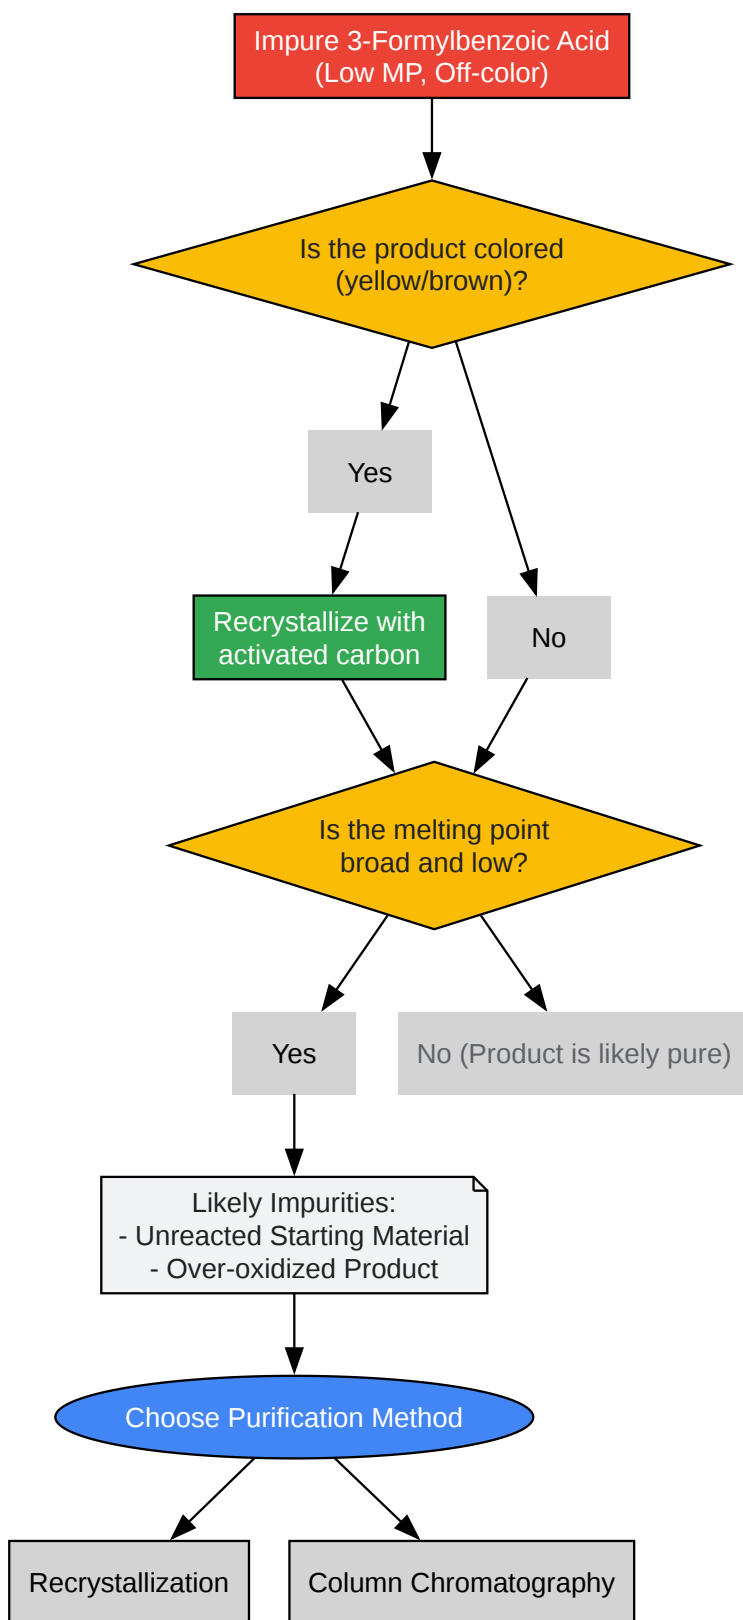 Impure 3-Formylbenzoic Acid
(Low MP, Off-color)
Is the product colored
(yellow/brown)?
Yes
Recrystallize with
activated carbon
No
Is the melting point
broad and low?
Yes
No (Product is likely pure)
Likely Impurities:
- Unreacted Starting Material
- Over-oxidized Product
Choose Purification Method
Recrystallization
Column Chromatography